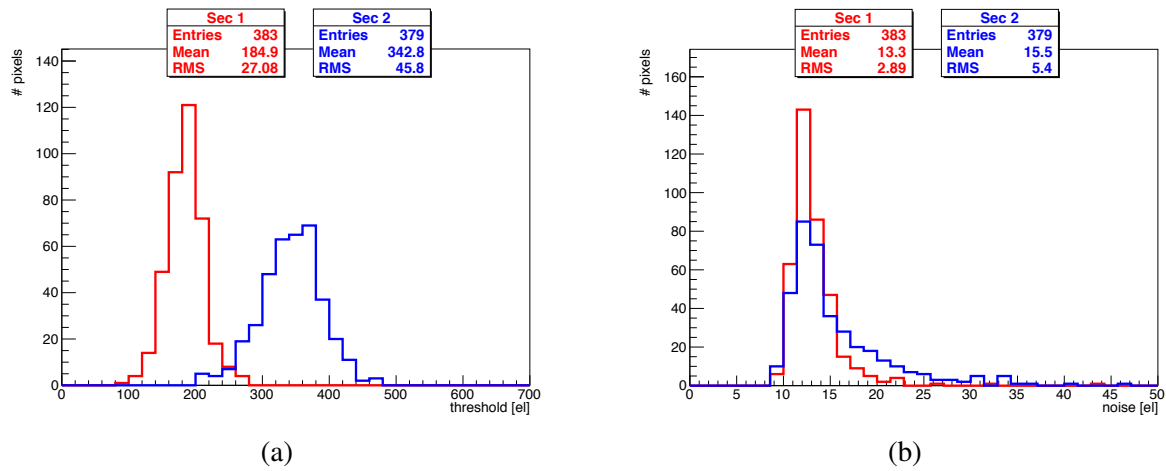 Sec 1
Entries 383
Mean 184.9
RMS 27.08
Sec 2
Entries 379
Mean 342.8
RMS 45.8
# pixels
140
120
100
80
60
40
20
0
0 100 200 300 400 500 600 700
threshold [el]
(a)
Sec 1
Entries 383
Mean 13.3
RMS 2.89
Sec 2
Entries 379
Mean 15.5
RMS 5.4
# pixels
160
140
120
100
80
60
40
20
0
0 5 10 15 20 25 30 35 40 45 50
noise [el]
(b)